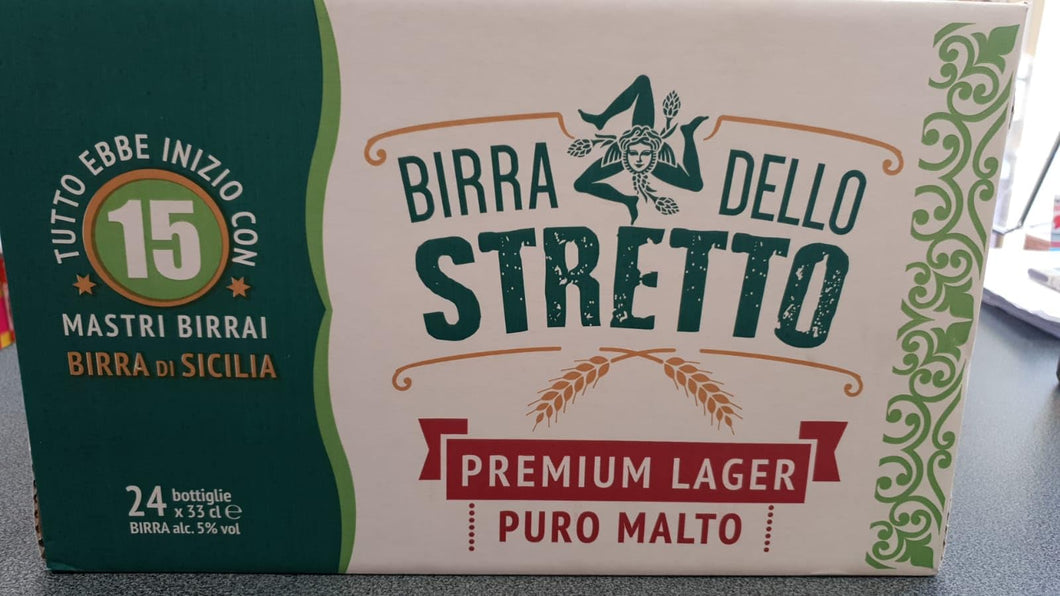 TUTTO EBBE INIZIO CON
15
MASTRI BIRRAI
BIRRA DI SICILIA
24 bottiglie
x 33 cl ℮
BIRRA alc. 5% vol
BIRRA DELLO
STRETTO
PREMIUM LAGER
PURO MALTO